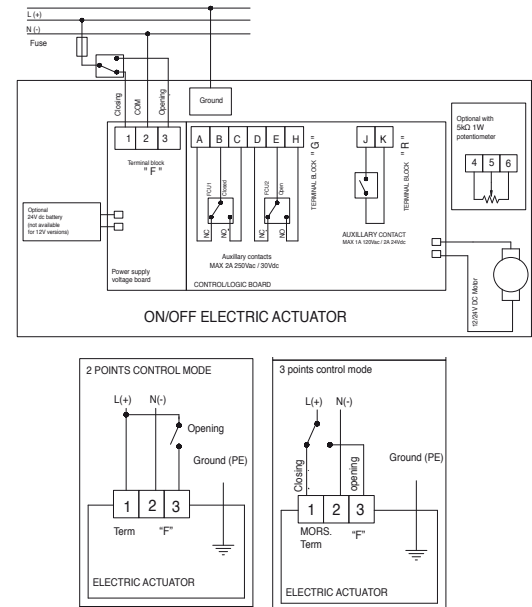 L (+)
N (-)
Fuse
Closing
COM
Opening
Ground
1 2 3
Terminal block
" F "
A B C D E H
FCU1
Closed
FCU2
Open
NC
NO
NC
NO
TERMINAL BLOCK " G "
Auxillary contacts
MAX 2A 250Vac / 30Vdc
J K
TERMINAL BLOCK " R "
AUXILLARY CONTACT
MAX 1A 120Vac / 2A 24Vdc
Optional with
5kΩ 1W
potentiometer
4 5 6
Optional
24V dc battery
(not available
for 12V versions)
Power supply
voltage board
CONTROL/LOGIC BOARD
12/24V DC Motor
ON/OFF ELECTRIC ACTUATOR
2 POINTS CONTROL MODE
L(+) N(-)
Opening
Ground (PE)
1 2 3
Term "F"
ELECTRIC ACTUATOR
3 points control mode
L(+) N(-)
Closing
opening
Ground (PE)
1 2 3
MORS.
Term "F"
ELECTRIC ACTUATOR